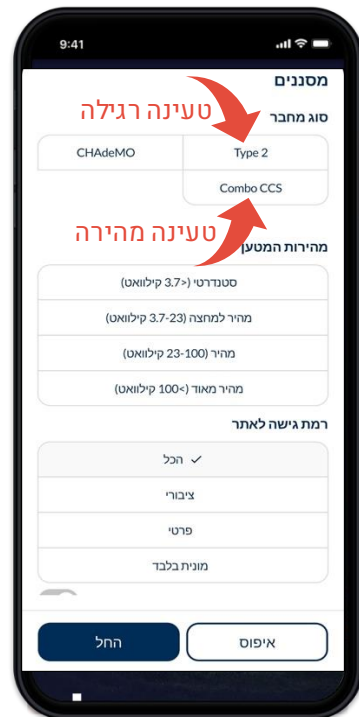 9:41
מסננים
טעינה רגילה
סוג מחבר
Type 2
CHAdeMO
Combo CCS
טעינה מהירה
מהירות המטען
סטנדרטי (<3.7 קילוואט)
מהיר למחצה (3.7-23 קילוואט)
מהיר (23-100 קילוואט)
מהיר מאוד (>100 קילוואט)
רמת גישה לאתר
✓ הכל
ציבורי
פרטי
מונית בלבד
איפוס
החל